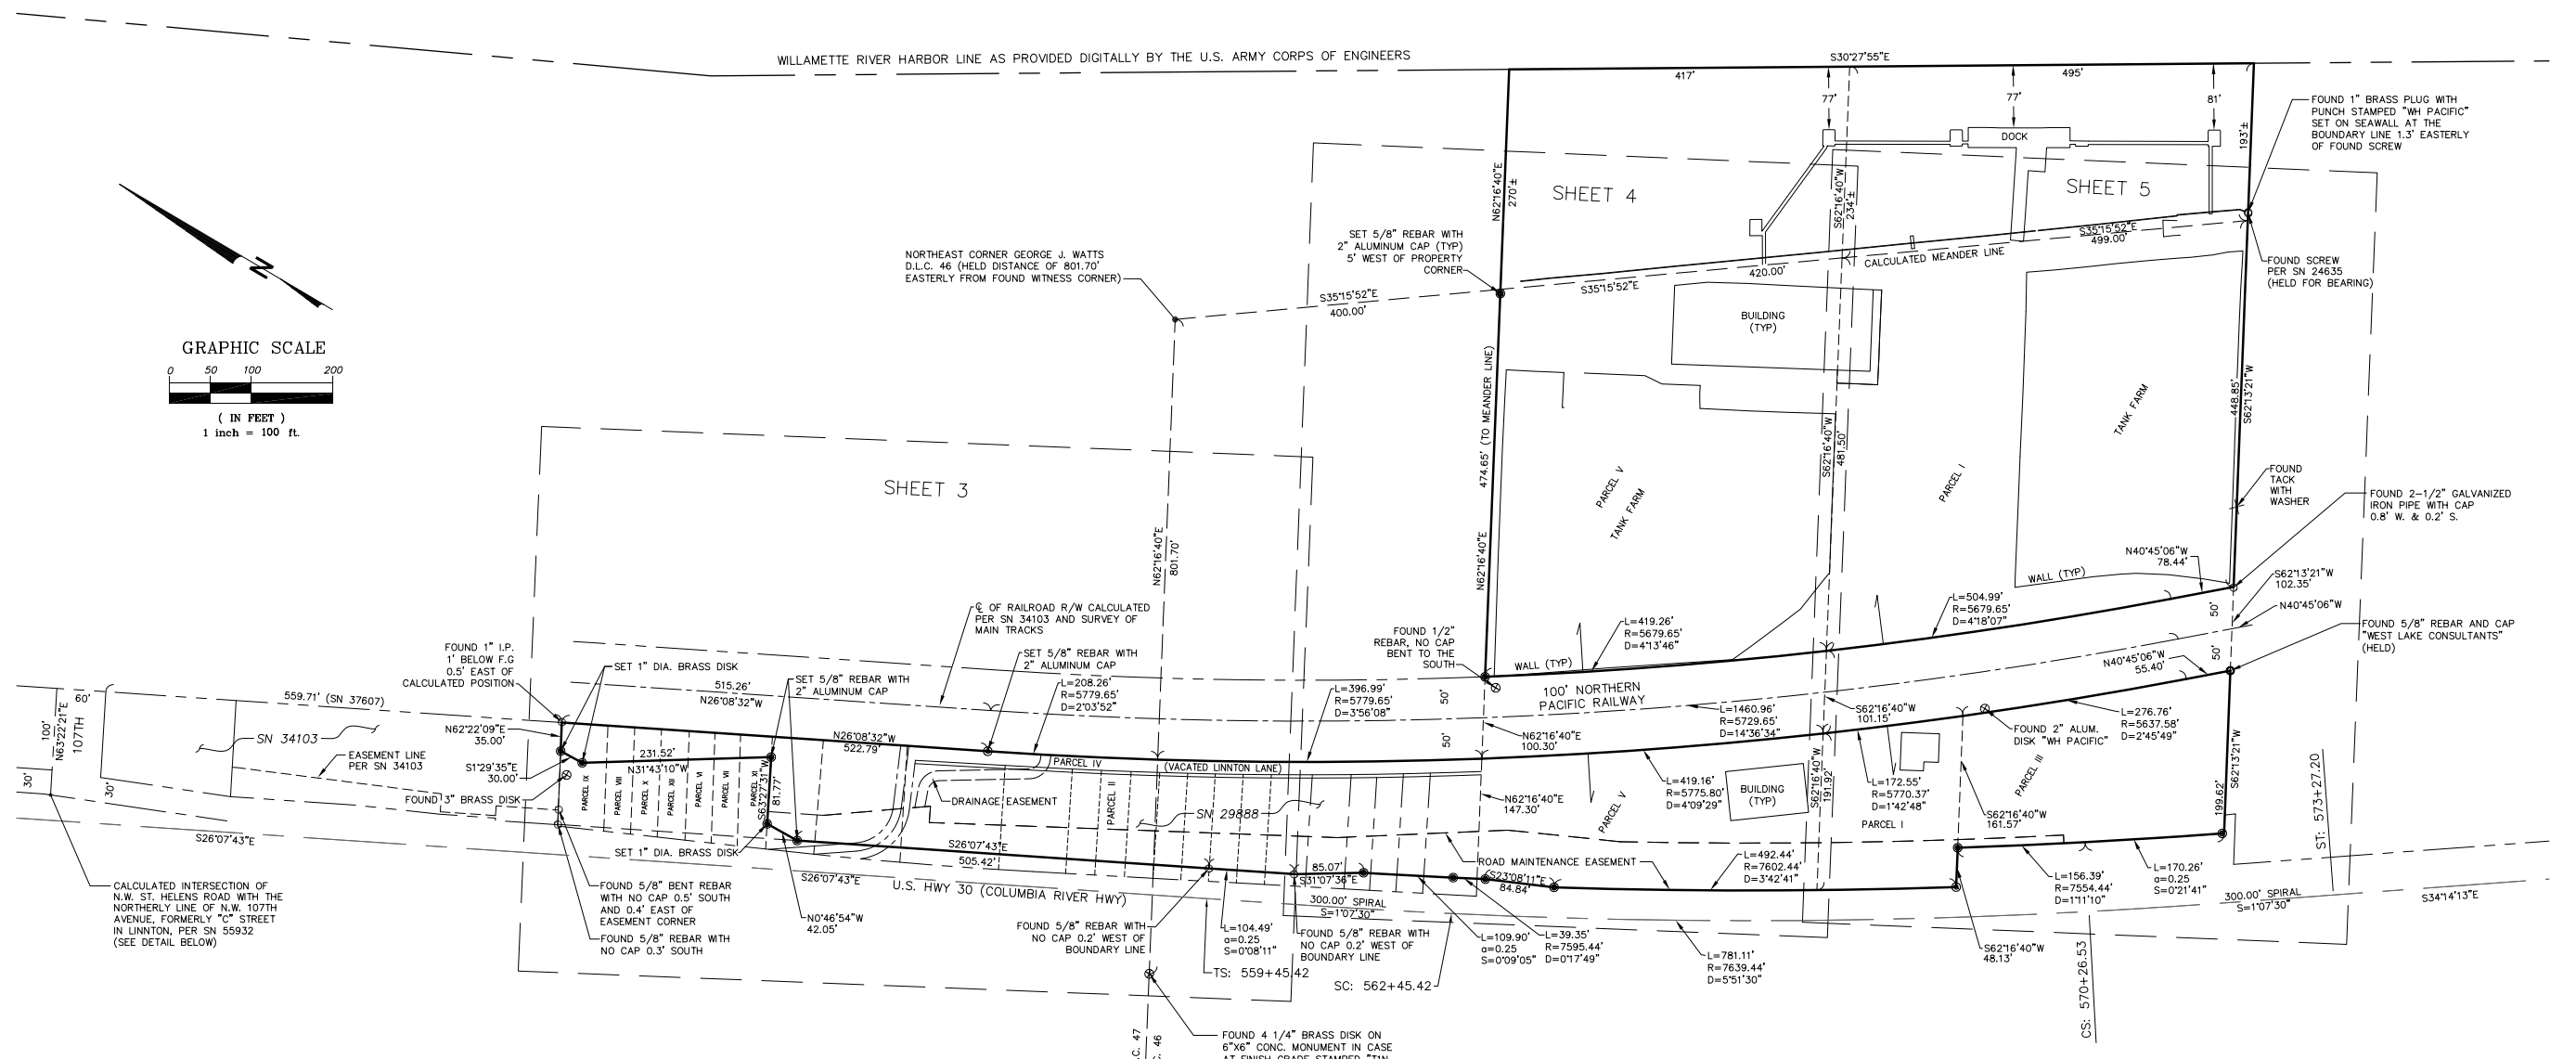 WILLAMETTE RIVER HARBOR LINE AS PROVIDED DIGITALLY BY THE U.S. ARMY CORPS OF ENGINEERS
S30°27'55"E
417'
495'
77'
77'
81'
193'±
FOUND 1" BRASS PLUG WITH
PUNCH STAMPED "WH PACIFIC"
SET ON SEAWALL AT THE
BOUNDARY LINE 1.3' EASTERLY
OF FOUND SCREW
DOCK
SHEET 4
SHEET 5
N62°16'40"E
270'±
S62°16'40"W
234'±
N
GRAPHIC SCALE
0 50 100 200
( IN FEET )
1 inch = 100 ft.
NORTHEAST CORNER GEORGE J. WATTS
D.L.C. 46 (HELD DISTANCE OF 801.70'
EASTERLY FROM FOUND WITNESS CORNER)
SET 5/8" REBAR WITH
2" ALUMINUM CAP (TYP)
5' WEST OF PROPERTY
CORNER
S35°15'52"E
400.00'
S35°15'52"E
420.00'
CALCULATED MEANDER LINE
S35°15'52"E
499.00'
FOUND SCREW
PER SN 24635
(HELD FOR BEARING)
BUILDING
(TYP)
474.65' (TO MEANDER LINE)
N62°16'40"E
PARCEL V
TANK FARM
S62°16'40"W
481.50'
PARCEL I
TANK FARM
448.85'
S62°13'21"W
FOUND
TACK
WITH
WASHER
FOUND 2-1/2" GALVANIZED
IRON PIPE WITH CAP
0.8' W. & 0.2' S.
SHEET 3
N62°16'40"E
801.70'
N40°45'06"W
78.44'
WALL (TYP)
S62°13'21"W
102.35'
N40°45'06"W
50'
50'
FOUND 5/8" REBAR AND CAP
"WEST LAKE CONSULTANTS"
(HELD)
℄ OF RAILROAD R/W CALCULATED
PER SN 34103 AND SURVEY OF
MAIN TRACKS
FOUND 1/2"
REBAR, NO CAP
BENT TO THE
SOUTH
L=419.26'
R=5679.65'
D=4°13'46"
L=504.99'
R=5679.65'
D=4°18'07"
WALL (TYP)
N40°45'06"W
55.40'
FOUND 1" I.P.
1' BELOW F.G
0.5' EAST OF
CALCULATED POSITION
SET 1" DIA. BRASS DISK
SET 5/8" REBAR WITH
2" ALUMINUM CAP
SET 5/8" REBAR WITH
2" ALUMINUM CAP
515.26'
N26°08'32"W
L=208.26'
R=5779.65'
D=2°03'52"
L=396.99'
R=5779.65'
D=3°56'08"
50'
50'
100' NORTHERN
PACIFIC RAILWAY
L=1460.96'
R=5729.65'
D=14°36'34"
S62°16'40"W
101.15'
FOUND 2" ALUM.
DISK "WH PACIFIC"
L=276.76'
R=5637.58'
D=2°45'49"
559.71' (SN 37607)
60'
100'
N63°22'21"E
107TH
30'
30'
SN 34103
EASEMENT LINE
PER SN 34103
N62°22'09"E
35.00'
S1°29'35"E
30.00'
FOUND 3" BRASS DISK
231.52'
N31°43'10"W
N26°08'32"W
522.79'
PARCEL IX
PARCEL VIII
PARCEL X
PARCEL XII
PARCEL VI
PARCEL VII
PARCEL XI
S63°27'31"W
81.77'
PARCEL IV
(VACATED LINNTON LANE)
DRAINAGE EASEMENT
PARCEL II
SN 29888
N62°16'40"E
100.30'
N62°16'40"E
147.30'
L=419.16'
R=5775.80'
D=4°09'29"
PARCEL V
BUILDING
(TYP)
S62°16'40"W
191.92'
L=172.55'
R=5770.37'
D=1°42'48"
PARCEL I
PARCEL III
S62°16'40"W
161.57'
199.62'
S62°13'21"W
ST: 573+27.20
S26°07'43"E
SET 1" DIA. BRASS DISK
S26°07'43"E
505.42'
S26°07'43"E
U.S. HWY 30 (COLUMBIA RIVER HWY)
85.07'
S31°07'36"E
S23°08'11"E
84.84'
300.00' SPIRAL
S=1°07'30"
ROAD MAINTENANCE EASEMENT
L=492.44'
R=7602.44'
D=3°42'41"
L=156.39'
R=7554.44'
D=1°11'10"
L=170.26'
a=0.25
S=0°21'41"
300.00' SPIRAL
S=1°07'30"
S34°14'13"E
CALCULATED INTERSECTION OF
N.W. ST. HELENS ROAD WITH THE
NORTHERLY LINE OF N.W. 107TH
AVENUE, FORMERLY "C" STREET
IN LINNTON, PER SN 55932
(SEE DETAIL BELOW)
FOUND 5/8" BENT REBAR
WITH NO CAP 0.5' SOUTH
AND 0.4' EAST OF
EASEMENT CORNER
FOUND 5/8" REBAR WITH
NO CAP 0.3' SOUTH
N0°46'54"W
42.05'
FOUND 5/8" REBAR WITH
NO CAP 0.2' WEST OF
BOUNDARY LINE
L=104.49'
a=0.25
S=0°08'11"
FOUND 5/8" REBAR WITH
NO CAP 0.2' WEST OF
BOUNDARY LINE
TS: 559+45.42
SC: 562+45.42
L=109.90'
a=0.25
S=0°09'05"
L=39.35'
R=7595.44'
D=0°17'49"
L=781.11'
R=7639.44'
D=5°51'30"
S62°16'40"W
48.13'
CS: 570+26.53
.C. 47
C. 46
FOUND 4 1/4" BRASS DISK ON
6"X6" CONC. MONUMENT IN CASE
AT FINISH GRADE STAMPED "T1N